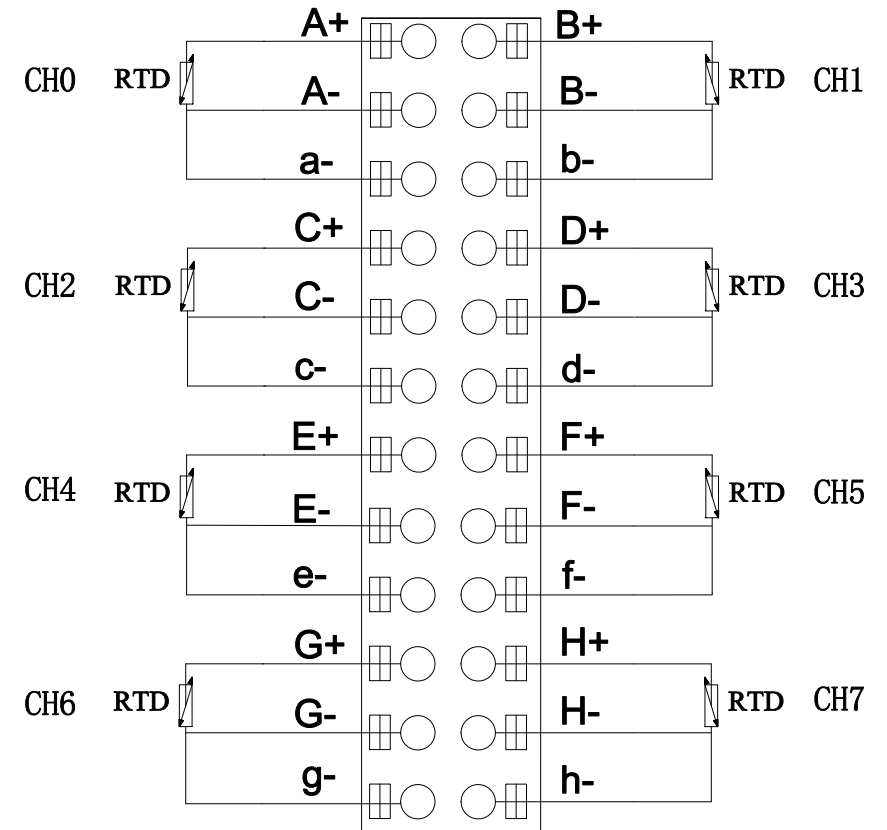 A+ B+
CH0 RTD RTD CH1
A- B-
a- b-
C+ D+
CH2 RTD RTD CH3
C- D-
c- d-
E+ F+
CH4 RTD RTD CH5
E- F-
e- f-
G+ H+
CH6 RTD RTD CH7
G- H-
g- h-